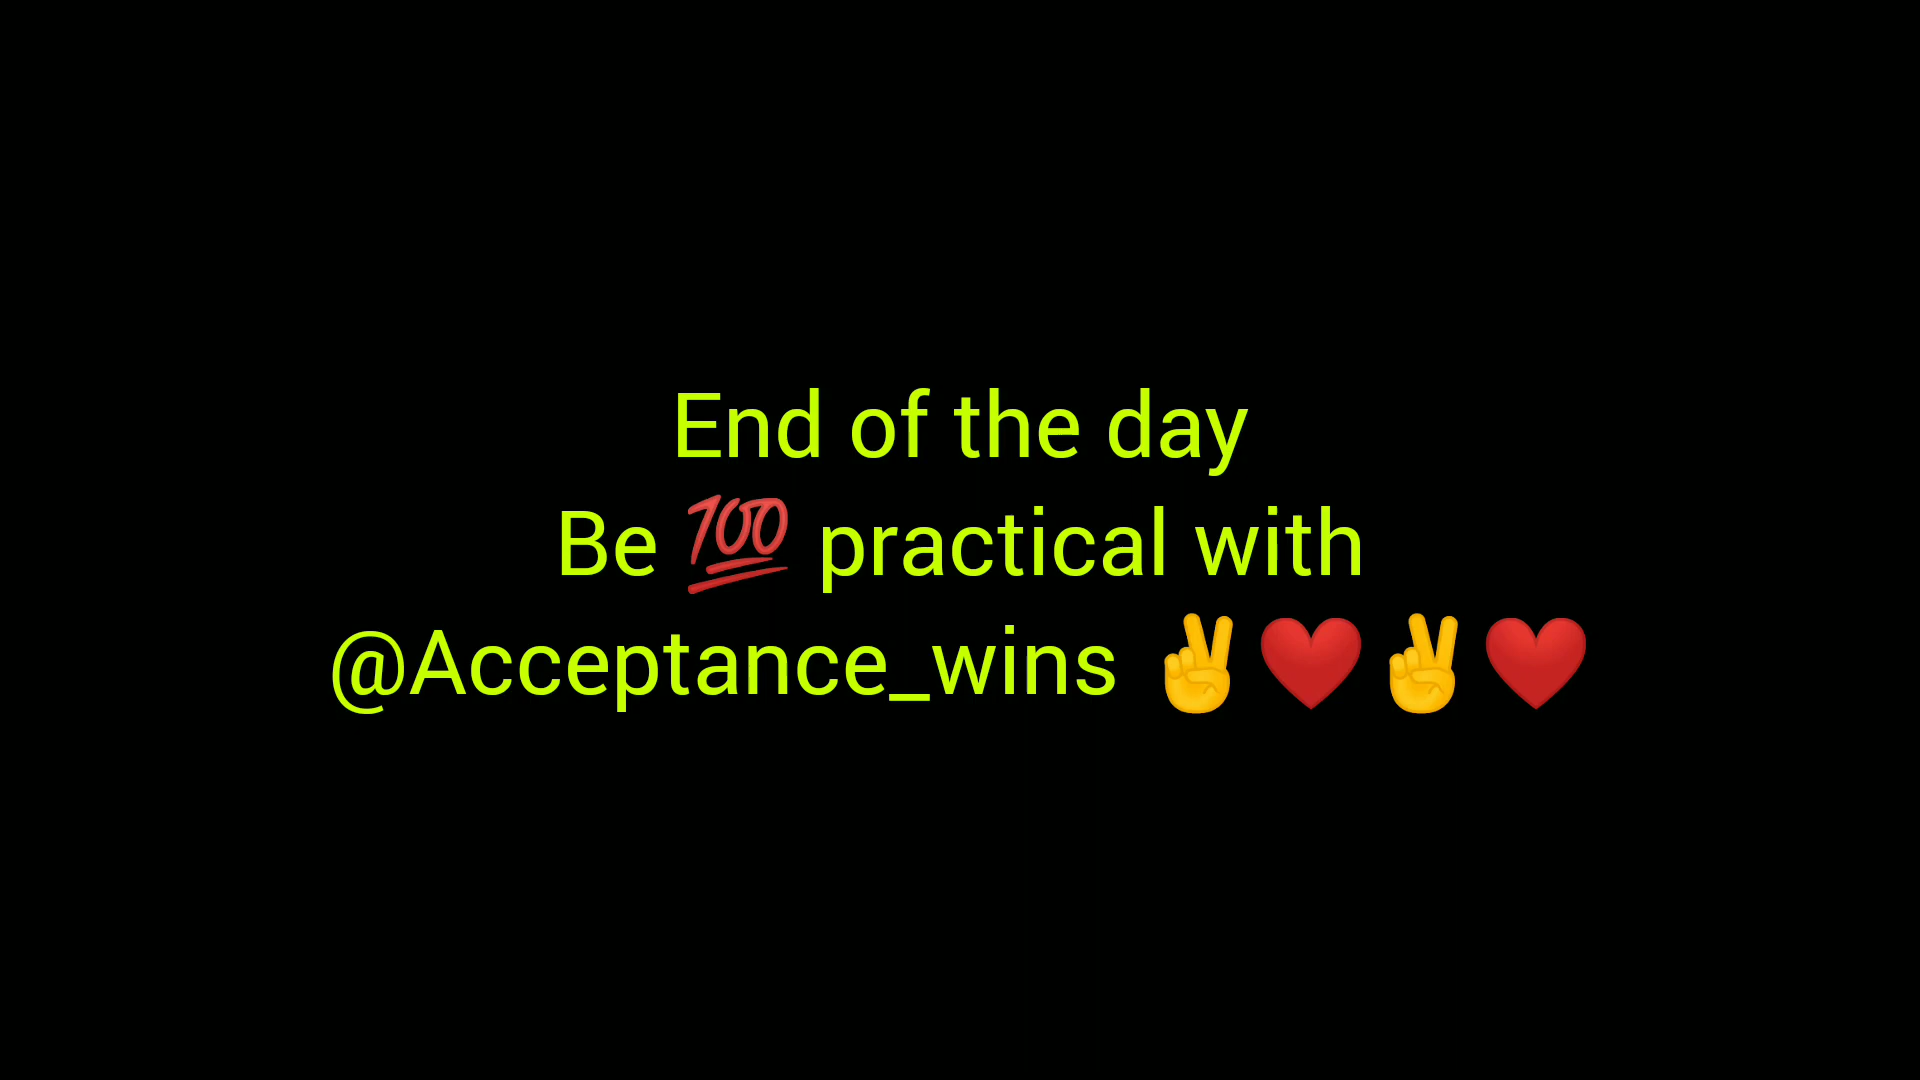 End of the day
Be 💯 practical with
@Acceptance_wins ✌️❤️✌️❤️